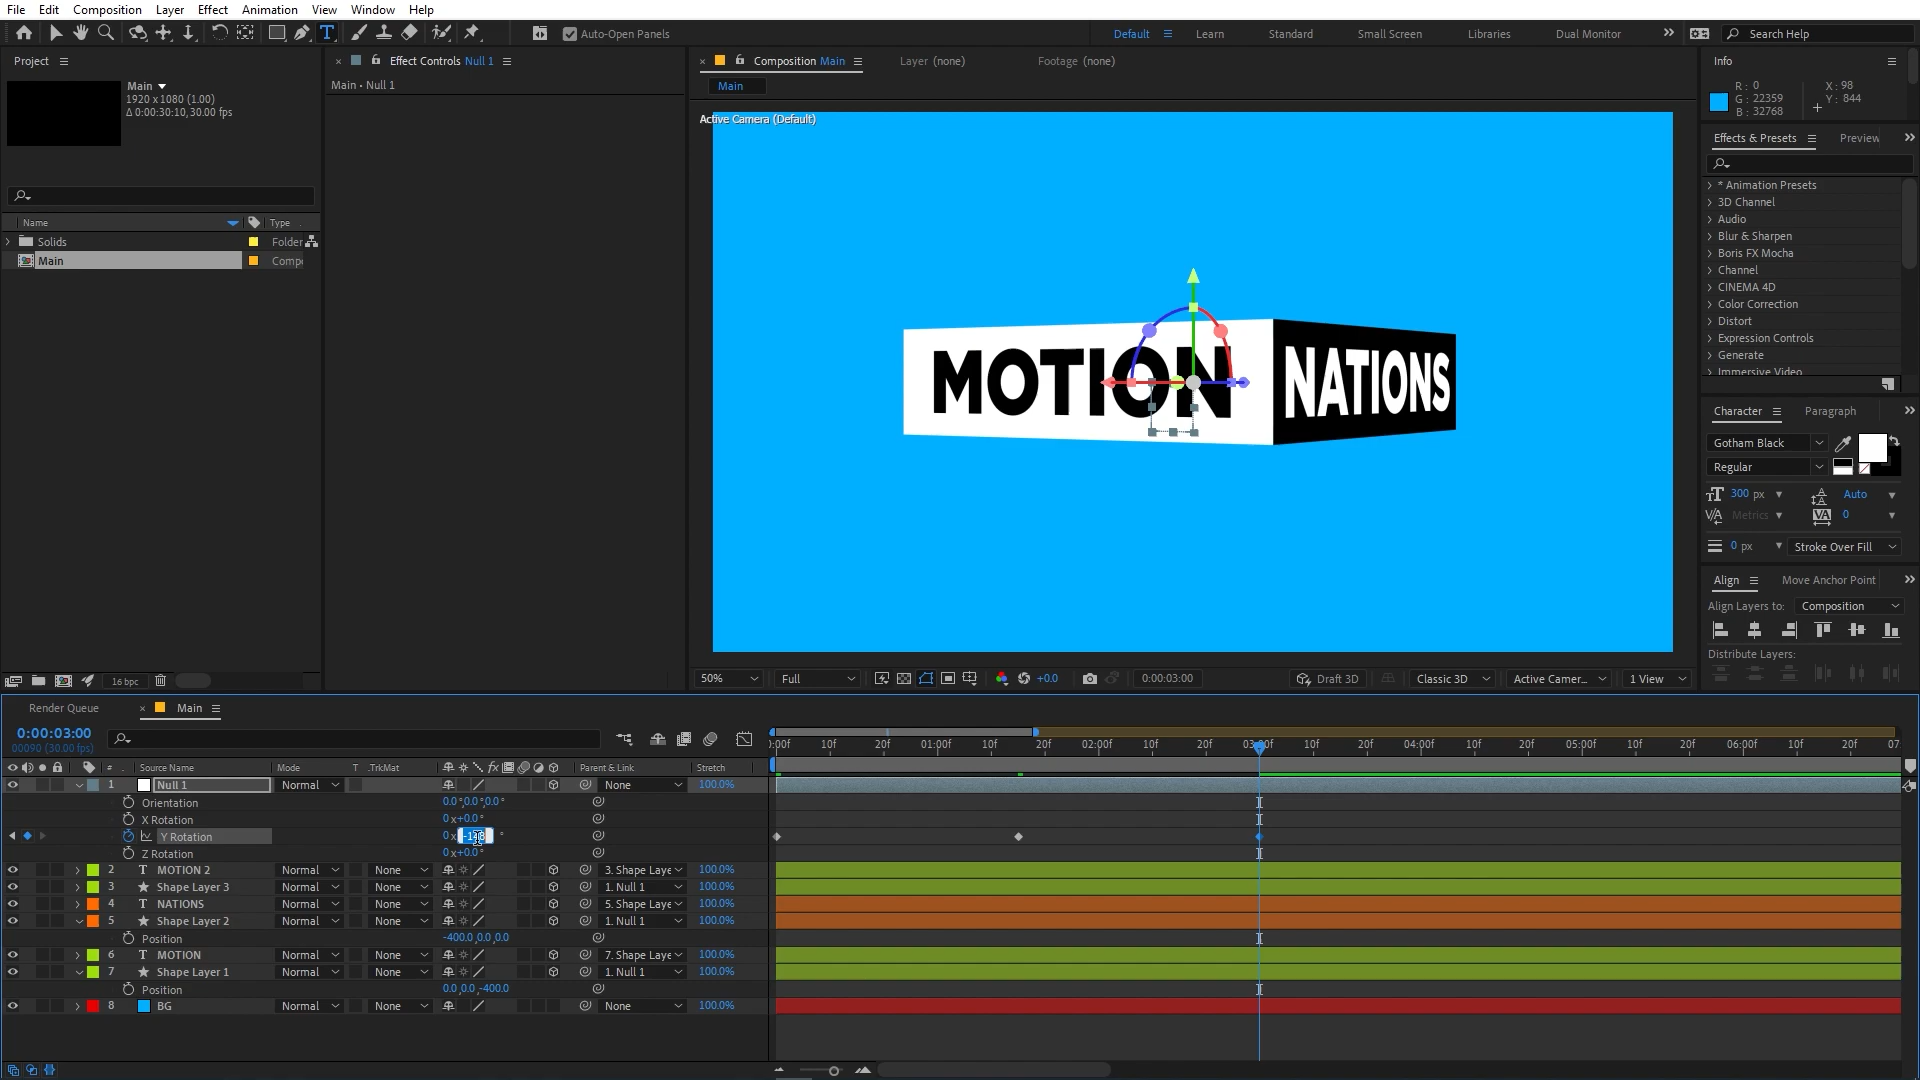 File Edit Composition Layer Effect Animation View Window Help
Auto-Open Panels Default Learn Standard Small Screen Libraries Dual Monitor Search Help
Project
Main
1920 x 1080 (1.00)
Δ 0:00:30:10, 30.00 fps
Name Type
Solids Folder
Main Comp
16 bpc
Effect Controls Null 1
Main • Null 1
Composition Main Layer (none) Footage (none)
Main
Active Camera (Default)
MOTION NATIONS
50% Full +0.0 0:00:03:00 Draft 3D Classic 3D Active Camer... 1 View
Info
R : 0 X : 98
G : 22359 Y : 844
B : 32768
Effects & Presets Preview
* Animation Presets
3D Channel
Audio
Blur & Sharpen
Boris FX Mocha
Channel
CINEMA 4D
Color Correction
Distort
Expression Controls
Generate
Immersive Video
Character Paragraph
Gotham Black
Regular
300 px Auto
Metrics 0
0 px Stroke Over Fill
Align Move Anchor Point
Align Layers to: Composition
Distribute Layers:
Render Queue Main
0:00:03:00
00090 (30.00 fps)
:00f 10f 20f 01:00f 10f 20f 02:00f 10f 20f 03:00f 10f 20f 04:00f 10f 20f 05:00f 10f 20f 06:00f 10f 20f 07:
# Source Name Mode T .TrkMat Parent & Link Stretch
1 Null 1 Normal None 100.0%
Orientation 0.0°,0.0°,0.0°
X Rotation 0x+0.0°
Y Rotation 0x °
Z Rotation 0x+0.0°
2 MOTION 2 Normal None 3. Shape Laye 100.0%
3 Shape Layer 3 Normal None 1. Null 1 100.0%
4 NATIONS Normal None 5. Shape Laye 100.0%
5 Shape Layer 2 Normal None 1. Null 1 100.0%
Position -400.0,0.0,0.0
6 MOTION Normal None 7. Shape Laye 100.0%
7 Shape Layer 1 Normal None 1. Null 1 100.0%
Position 0.0,0.0,-400.0
8 BG Normal None None 100.0%